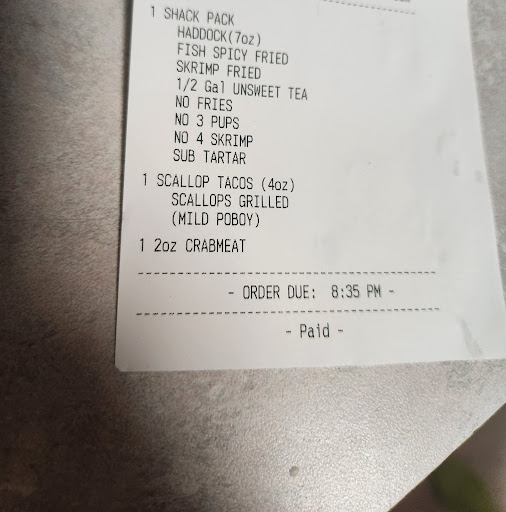 1 SHACK PACK
HADDOCK(7oz)
FISH SPICY FRIED
SKRIMP FRIED
1/2 Gal UNSWEET TEA
NO FRIES
NO 3 PUPS
NO 4 SKRIMP
SUB TARTAR
1 SCALLOP TACOS (4oz)
SCALLOPS GRILLED
(MILD POBOY)
1 2oz CRABMEAT
- ORDER DUE: 8:35 PM -
- Paid -